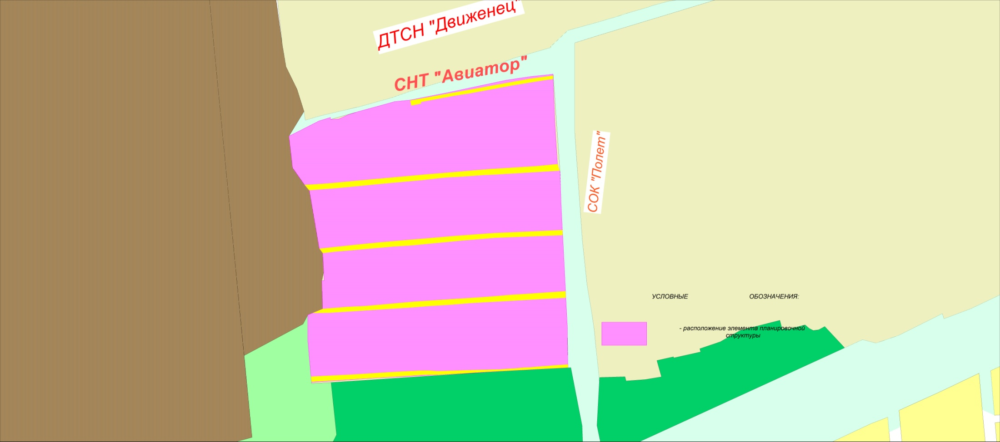 ДТСН "Движенец"
СНТ "Авиатор"
СОК "Полет"
УСЛОВНЫЕ ОБОЗНАЧЕНИЯ:
- расположение элемента планировочной
структуры